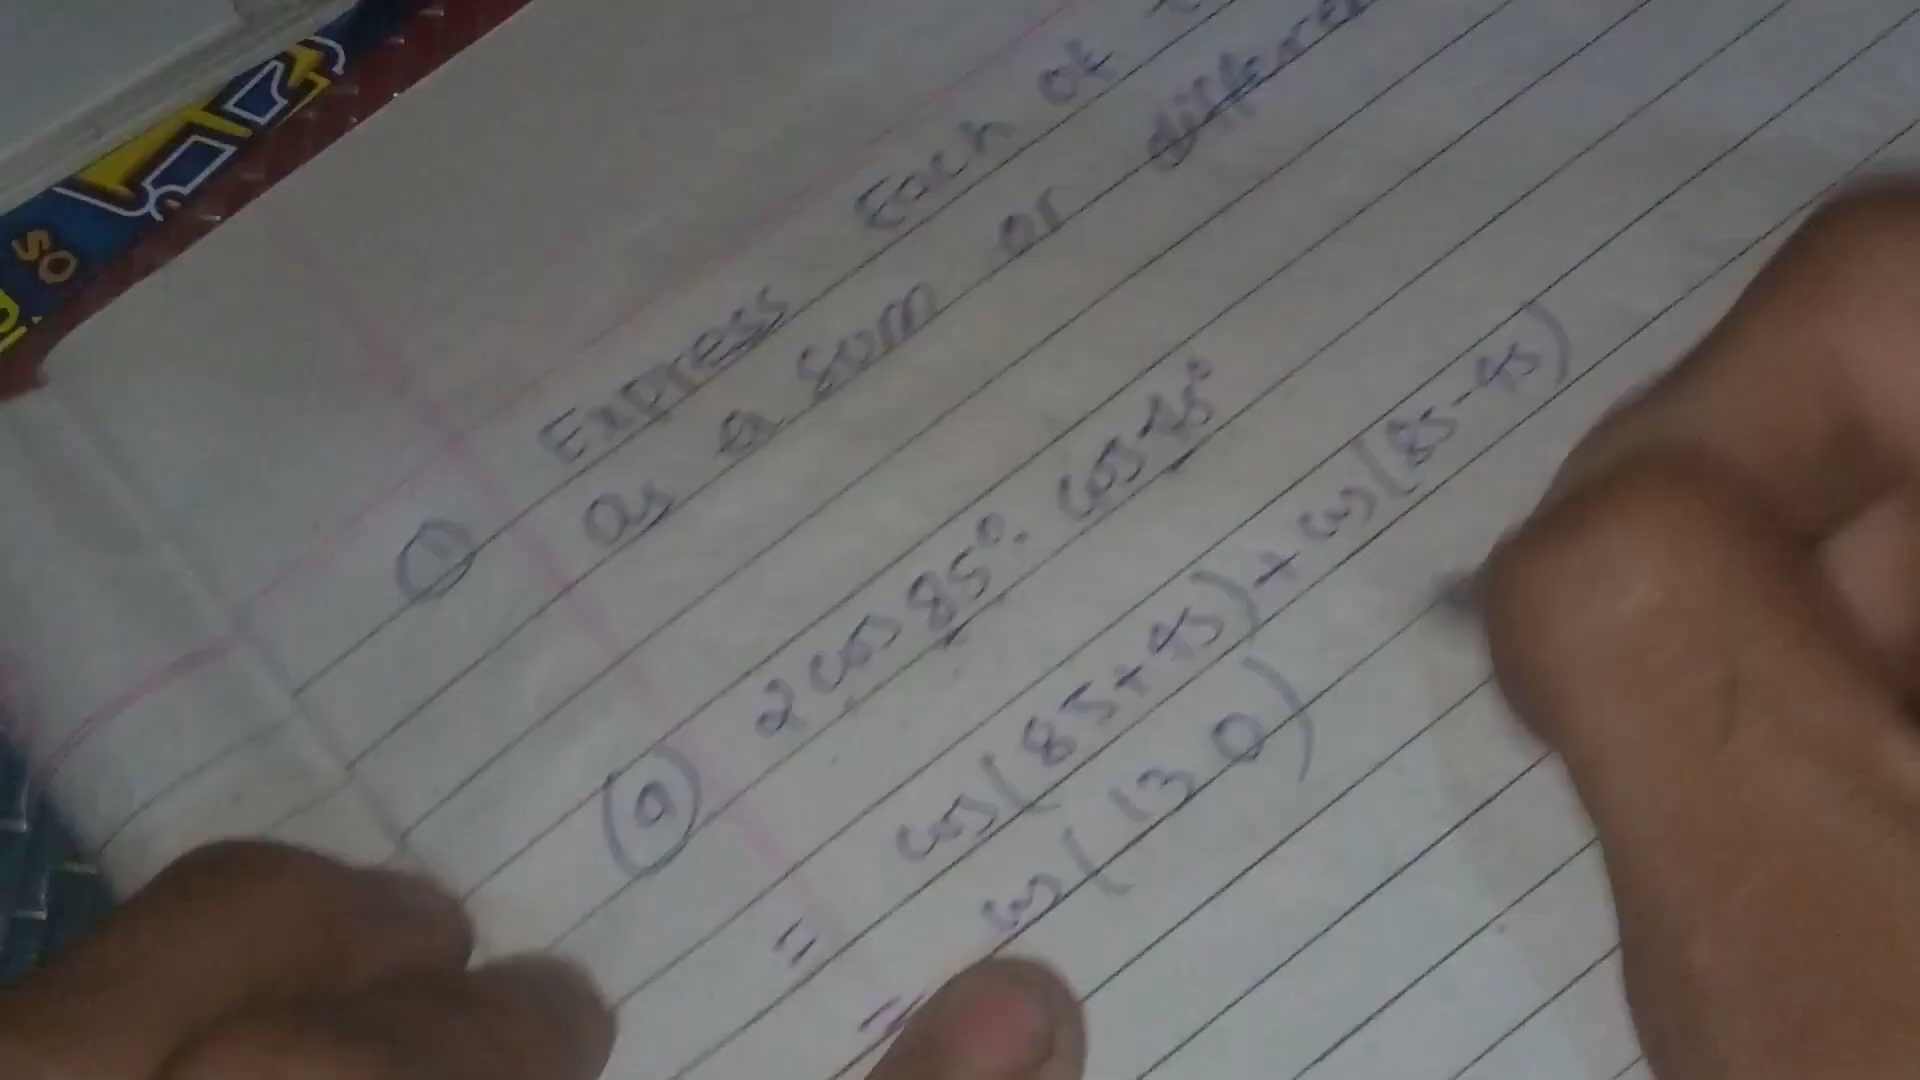 ① Express Each of
as a sum or
(a) 2 cos 85°. cos 45°
= cos(85+45)+cos(85-45)
= cos(130)
so